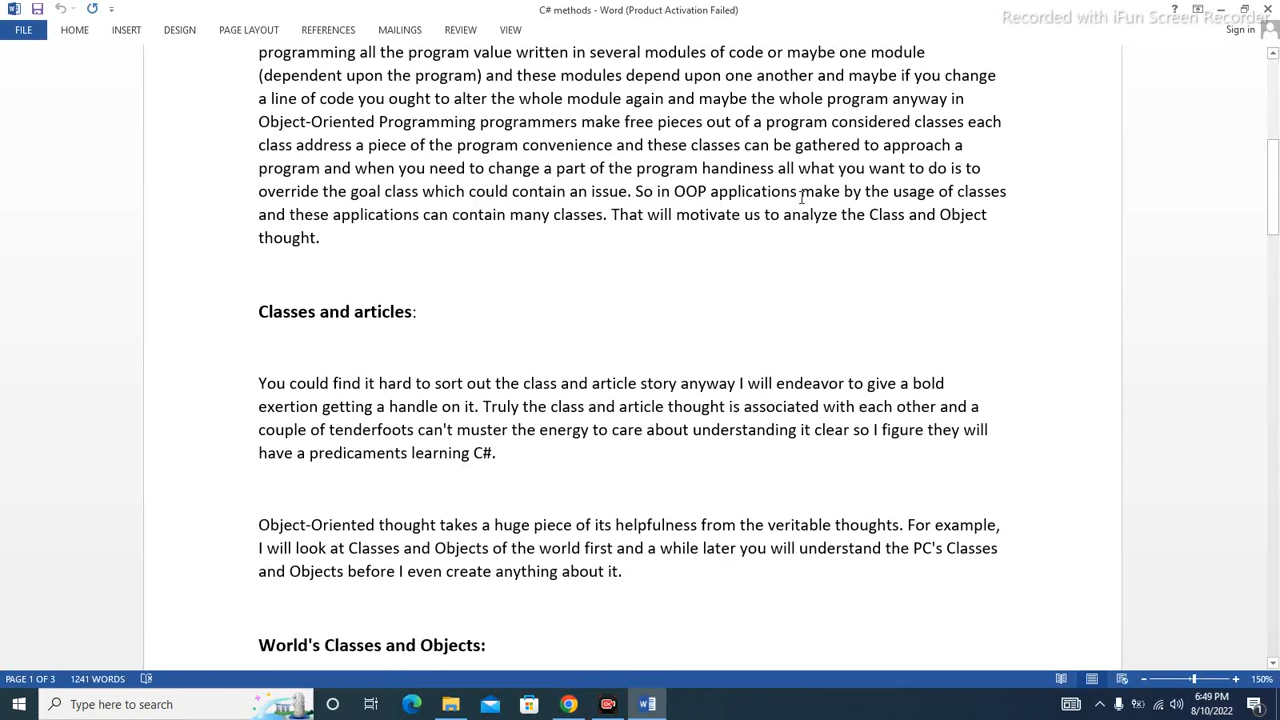 C# methods - Word (Product Activation Failed)
Recorded with iFun Screen Recorder
FILE HOME INSERT DESIGN PAGE LAYOUT REFERENCES MAILINGS REVIEW VIEW Sign in
programming all the program value written in several modules of code or maybe one module
(dependent upon the program) and these modules depend upon one another and maybe if you change
a line of code you ought to alter the whole module again and maybe the whole program anyway in
Object-Oriented Programming programmers make free pieces out of a program considered classes each
class address a piece of the program convenience and these classes can be gathered to approach a
program and when you need to change a part of the program handiness all what you want to do is to
override the goal class which could contain an issue. So in OOP applications make by the usage of classes
and these applications can contain many classes. That will motivate us to analyze the Class and Object
thought.
Classes and articles:
You could find it hard to sort out the class and article story anyway I will endeavor to give a bold
exertion getting a handle on it. Truly the class and article thought is associated with each other and a
couple of tenderfoots can't muster the energy to care about understanding it clear so I figure they will
have a predicaments learning C#.
Object-Oriented thought takes a huge piece of its helpfulness from the veritable thoughts. For example,
I will look at Classes and Objects of the world first and a while later you will understand the PC's Classes
and Objects before I even create anything about it.
World's Classes and Objects:
PAGE 1 OF 3 1241 WORDS 150%
Type here to search
6:49 PM
8/10/2022